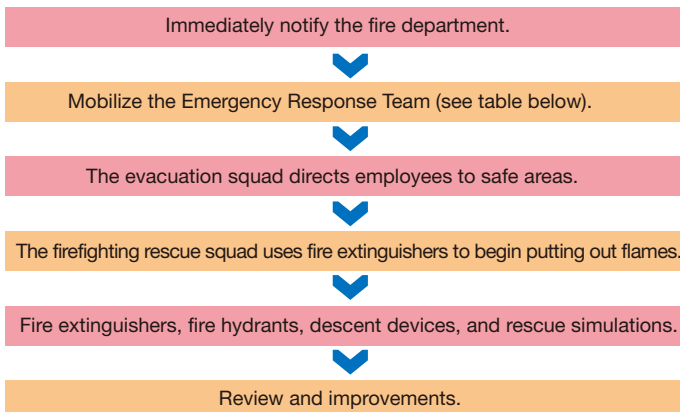 Immediately notify the fire department.
Mobilize the Emergency Response Team (see table below).
The evacuation squad directs employees to safe areas.
The firefighting rescue squad uses fire extinguishers to begin putting out flames.
Fire extinguishers, fire hydrants, descent devices, and rescue simulations.
Review and improvements.